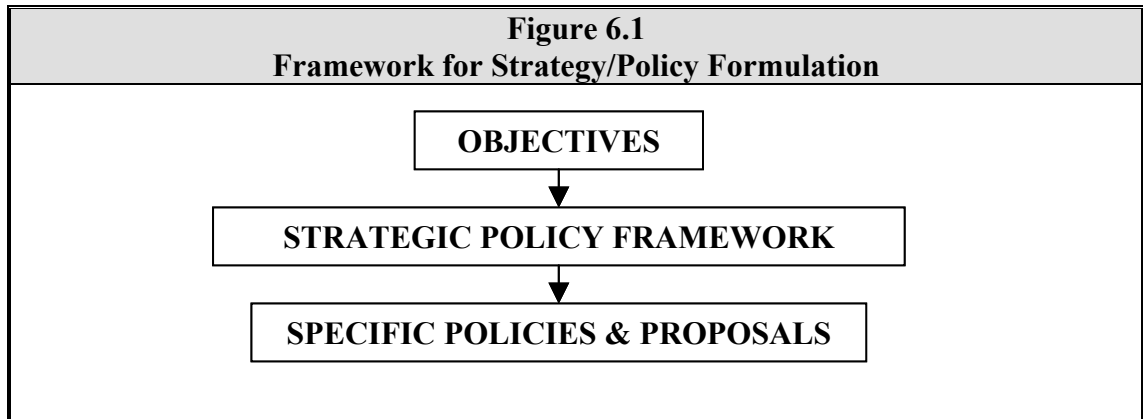 Figure 6.1
Framework for Strategy/Policy Formulation
OBJECTIVES
STRATEGIC POLICY FRAMEWORK
SPECIFIC POLICIES & PROPOSALS